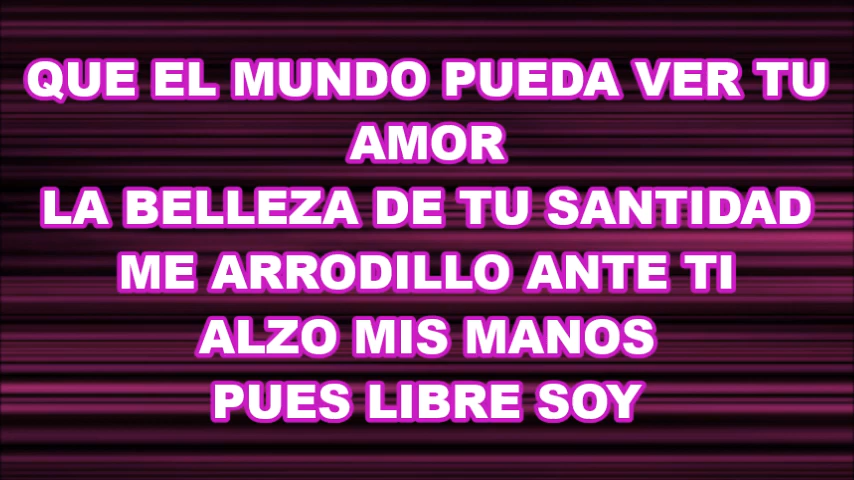 QUE EL MUNDO PUEDA VER TU
AMOR
LA BELLEZA DE TU SANTIDAD
ME ARRODILLO ANTE TI
ALZO MIS MANOS
PUES LIBRE SOY